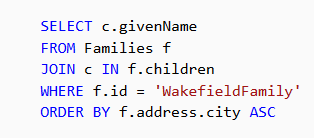 SELECT c.givenName
FROM Families f
JOIN c IN f.children
WHERE f.id = 'WakefieldFamily'
ORDER BY f.address.city ASC